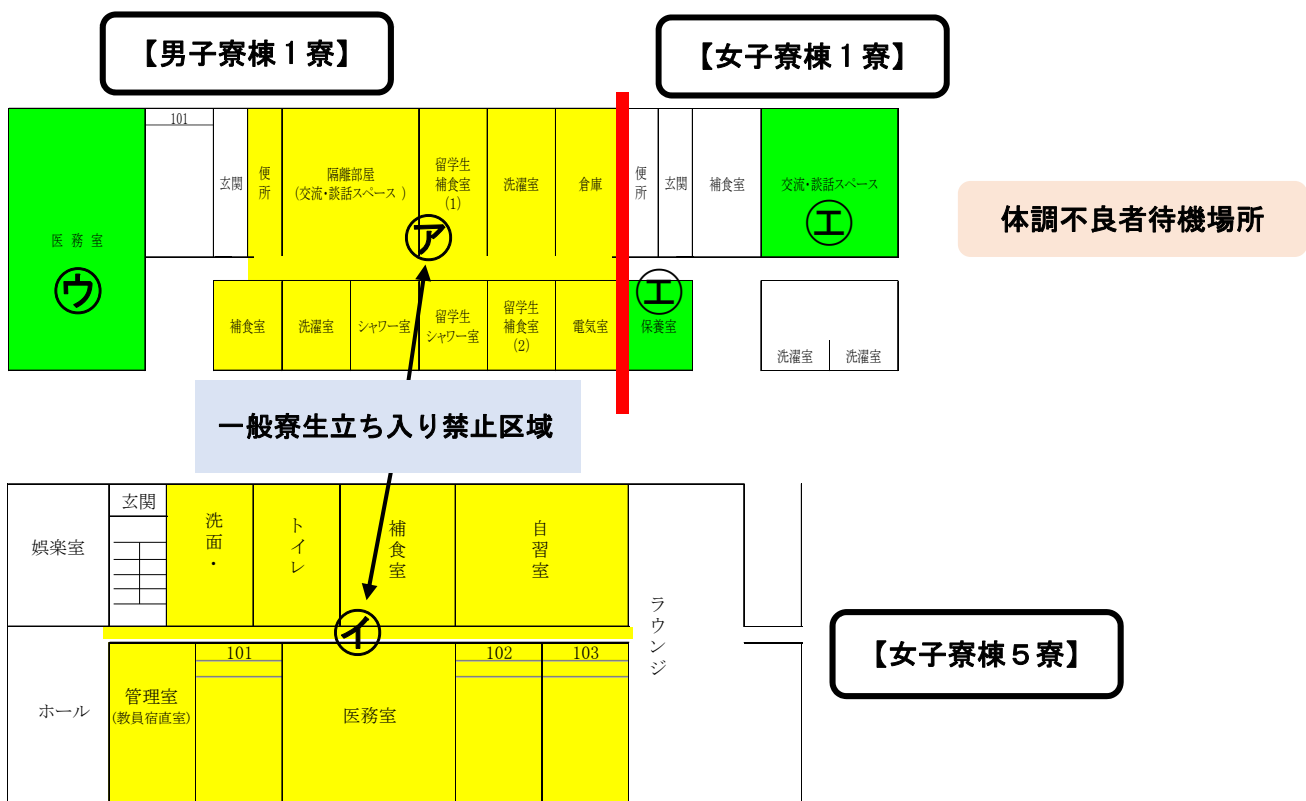 【男子寮棟１寮】
【女子寮棟１寮】
101
玄関
便所
隔離部屋
(交流・談話スペース )
留学生
補食室
(1)
洗濯室
倉庫
便所
玄関
補食室
交流・談話スペース
㋓
体調不良者待機場所
医 務 室
㋒
㋐
㋓
補食室
洗濯室
シャワー室
留学生
シャワー室
留学生
補食室
(2)
電気室
保養室
洗濯室
洗濯室
一般寮生立ち入り禁止区域
娯楽室
玄関
洗面・
トイレ
補食室
自習室
ラウンジ
㋑
【女子寮棟５寮】
ホール
管理室
(教員宿直室)
101
医務室
102
103